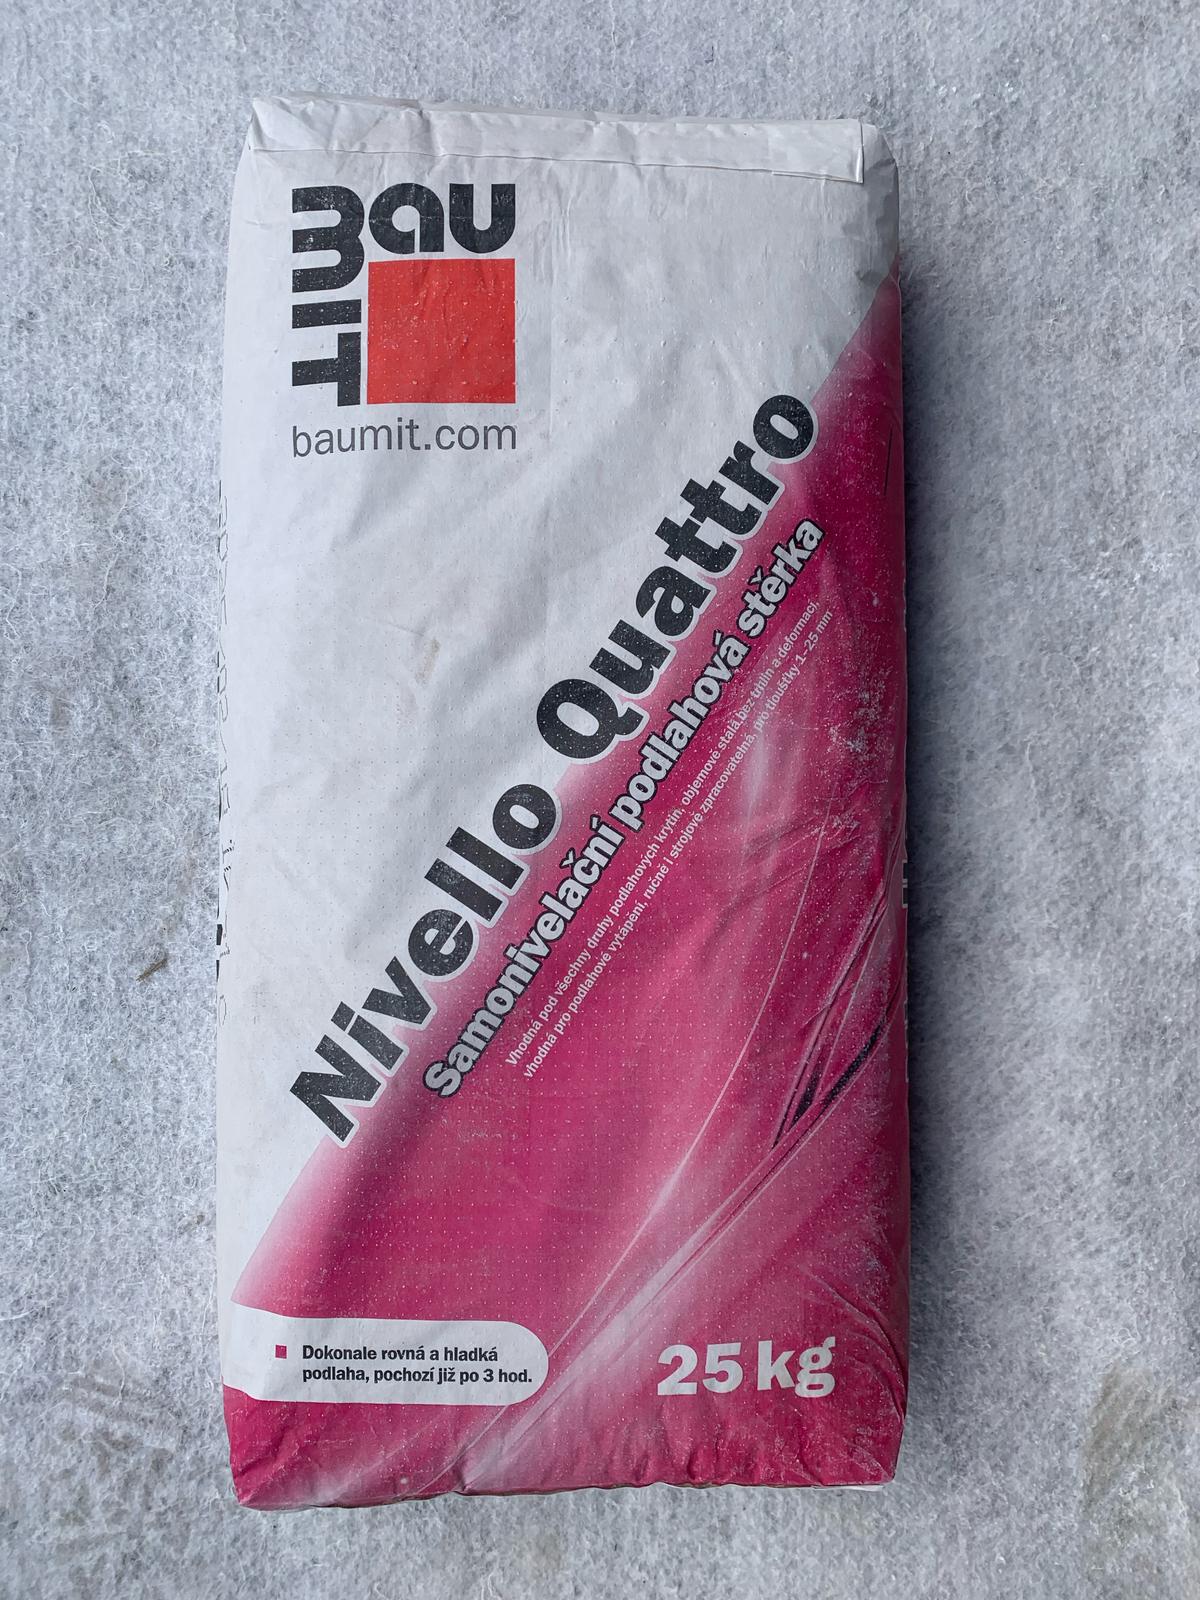 bau
mit
baumit.com
Nivello Quattro
Samonivelační podlahová stěrka
Vhodná pod všechny druhy podlahových krytin, objemově stálá bez trhlin a deformací,
vhodná pro podlahové vytápění, ručně i strojově zpracovatelná, pro tloušťky 1–25 mm
Dokonale rovná a hladká
podlaha, pochozí již po 3 hod.
25 kg